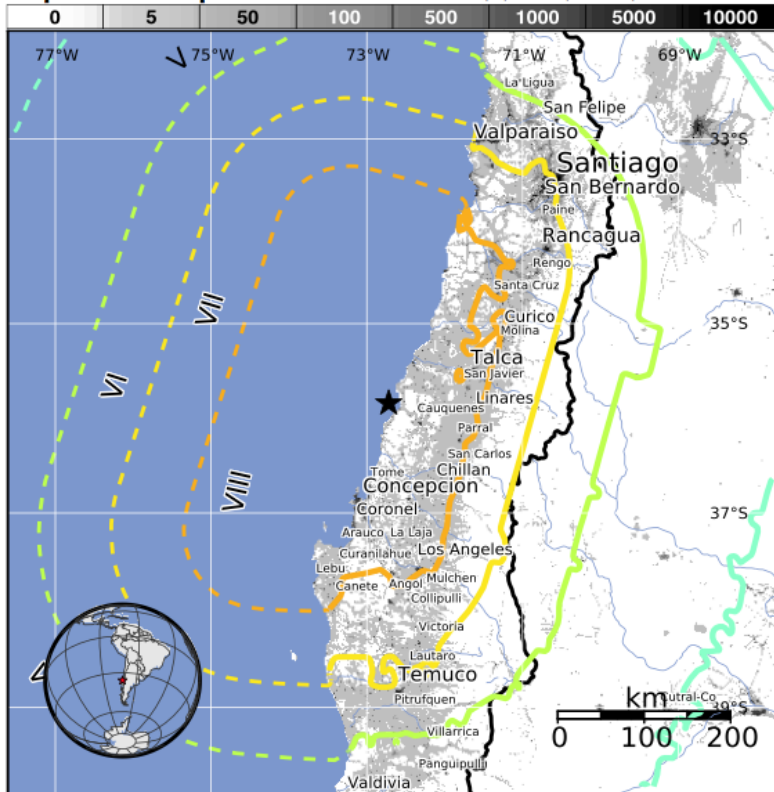 0 5 50 100 500 1000 5000 10000
77°W 75°W 73°W 71°W 69°W
V
La Ligua
San Felipe
Valparaiso
33°S
Santiago
San Bernardo
Paine
Rancagua
Rengo
Santa Cruz
VII
Curico
35°S
Molina
Talca
San Javier
VI
Linares
Cauquenes
Parral
San Carlos
Tome
Chillan
VIII
Concepcion
Coronel
37°S
Arauco La Laja
Curanilahue
Los Angeles
Lebu
Canete
Angol
Mulchen
Collipulli
Victoria
Lautaro
Temuco
Pitrufquen
km
Cutral-Co
39°S
0 100 200
Villarrica
Panguipulli
Valdivia